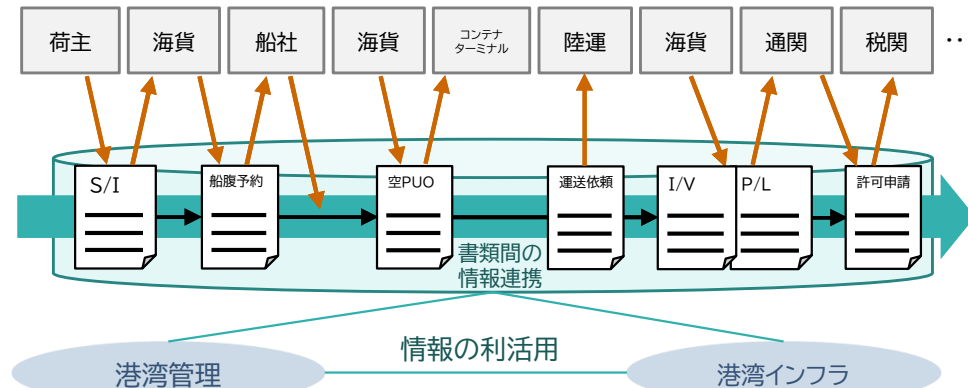 荷主
海貨
船社
海貨
コンテナ
ターミナル
陸運
海貨
通関
税関
‥
S/I
船腹予約
空PUO
運送依頼
I/V
P/L
許可申請
書類間の
情報連携
情報の利活用
港湾管理
港湾インフラ